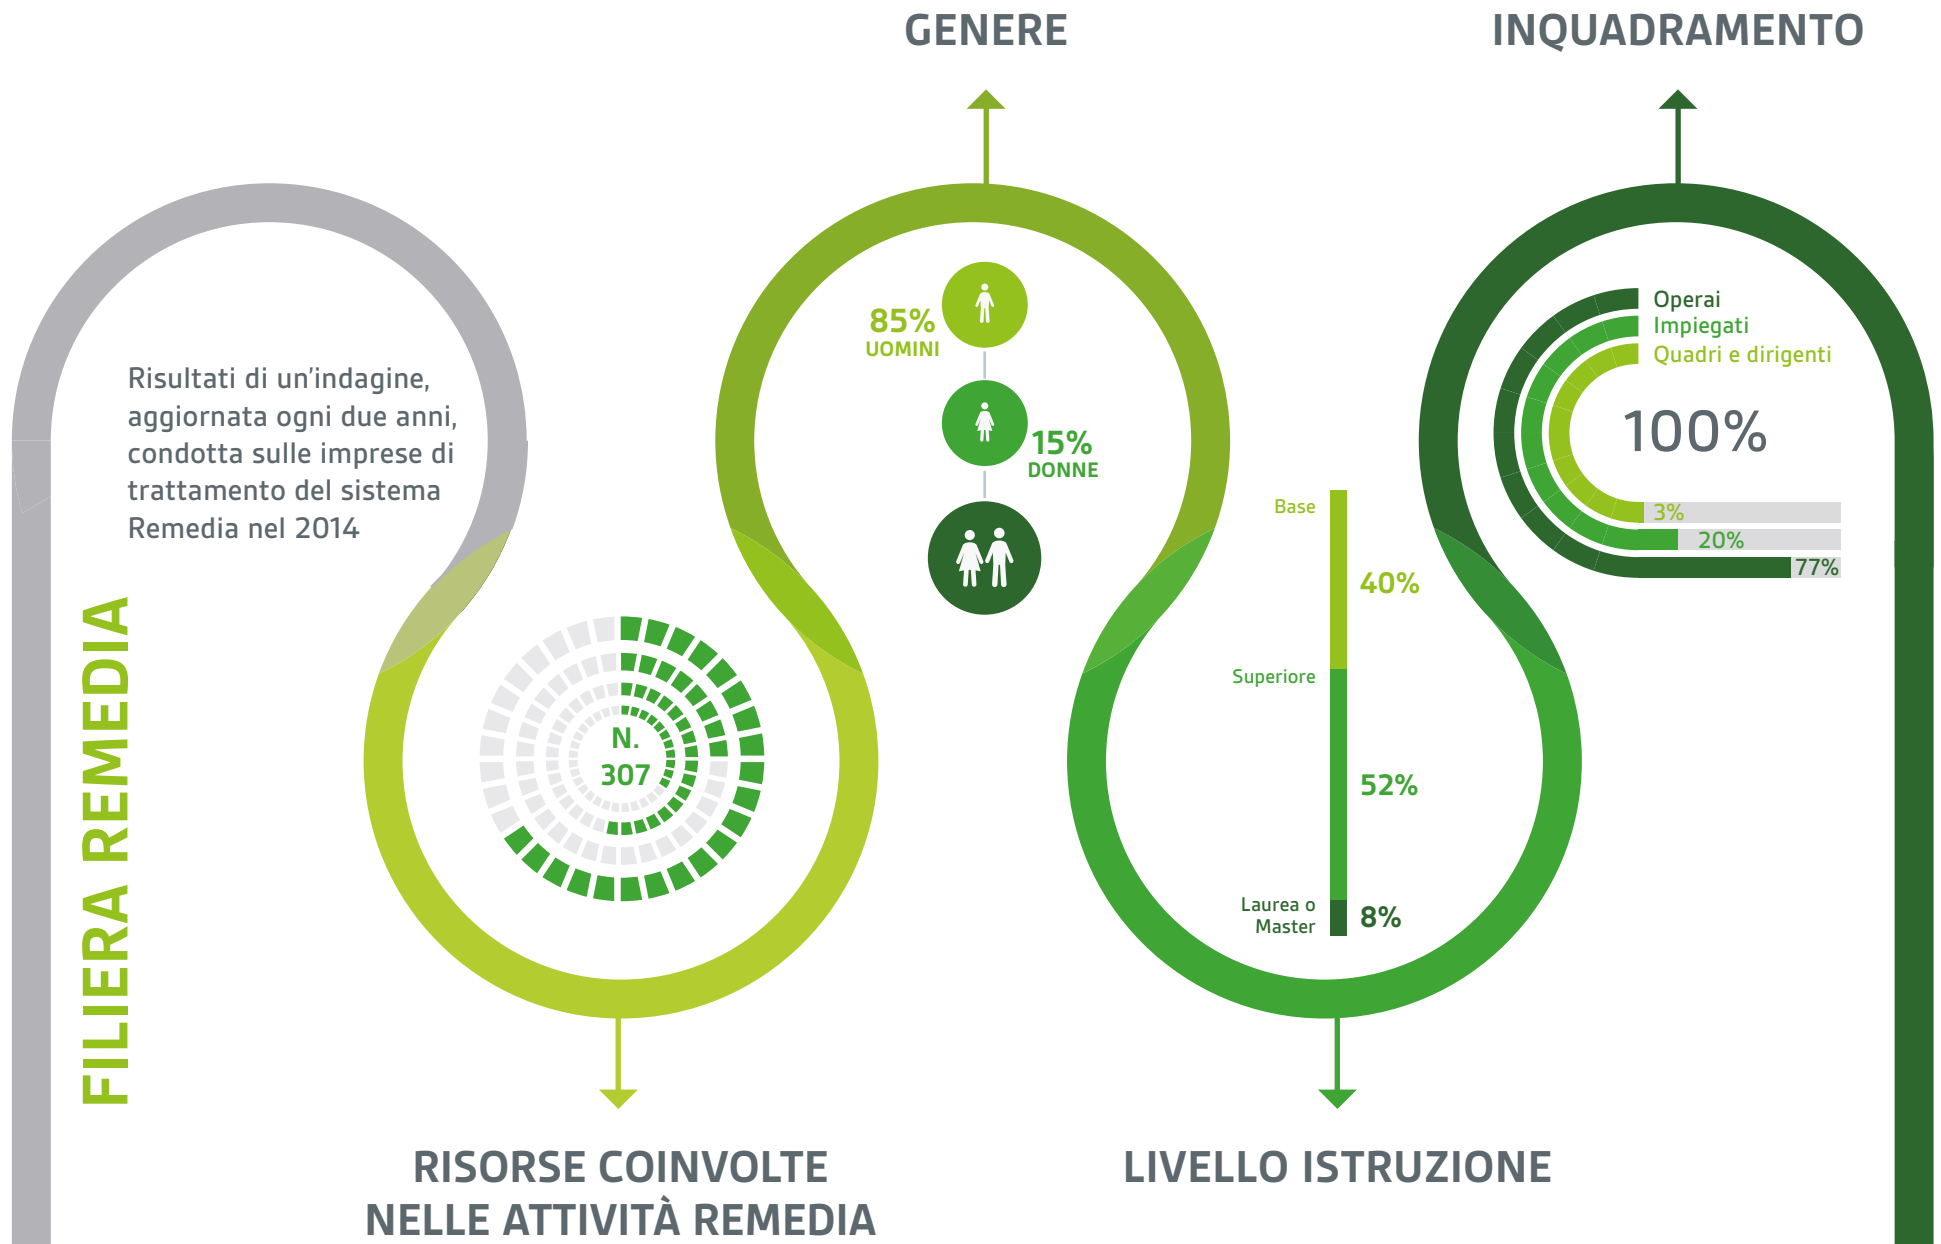 GENERE
INQUADRAMENTO
FILIERA REMEDIA
Risultati di un’indagine,
aggiornata ogni due anni,
condotta sulle imprese di
trattamento del sistema
Remedia nel 2014
N.
307
RISORSE COINVOLTE
NELLE ATTIVITÀ REMEDIA
85%
UOMINI
15%
DONNE
Base
40%
Superiore
52%
Laurea o
Master
8%
LIVELLO ISTRUZIONE
Operai
Impiegati
Quadri e dirigenti
100%
3%
20%
77%